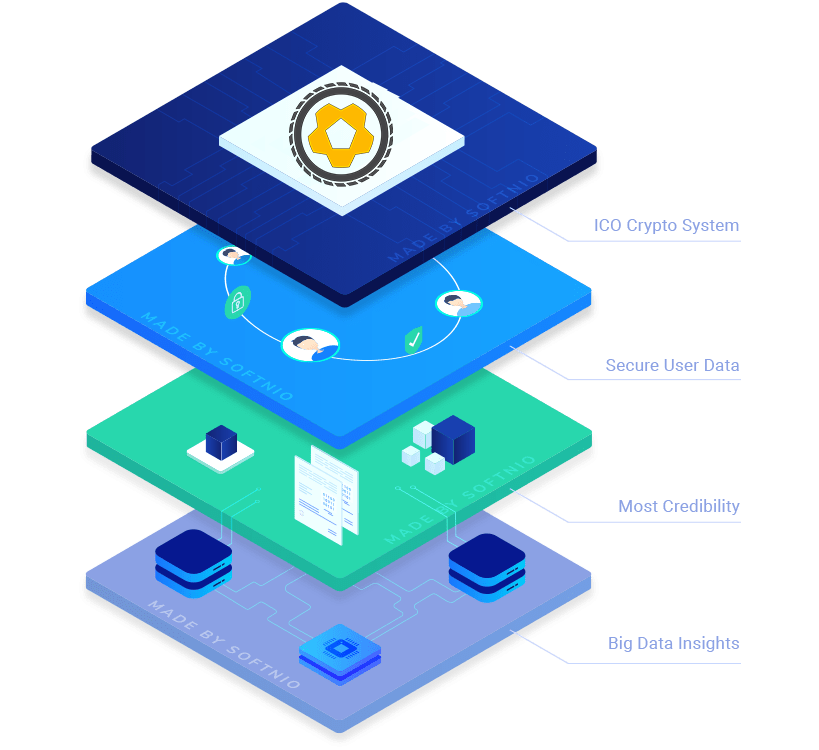 MADE BY SOFTNIO
ICO Crypto System
MADE BY SOFTNIO
Secure User Data
MADE BY SOFTNIO
Most Credibility
MADE BY SOFTNIO
Big Data Insights